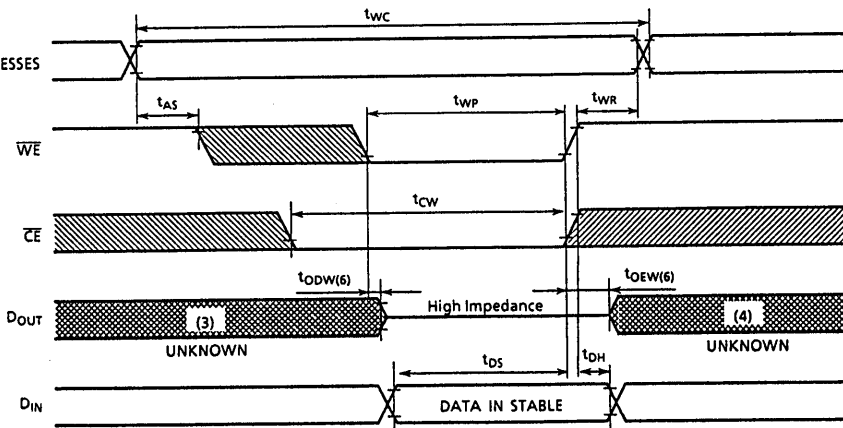 tWC
ESSES
tAS
tWP
tWR
WE
tCW
CE
tODW(6)
High Impedance
tOEW(6)
DOUT
(3)
(4)
UNKNOWN
UNKNOWN
tDS
tDH
DIN
DATA IN STABLE